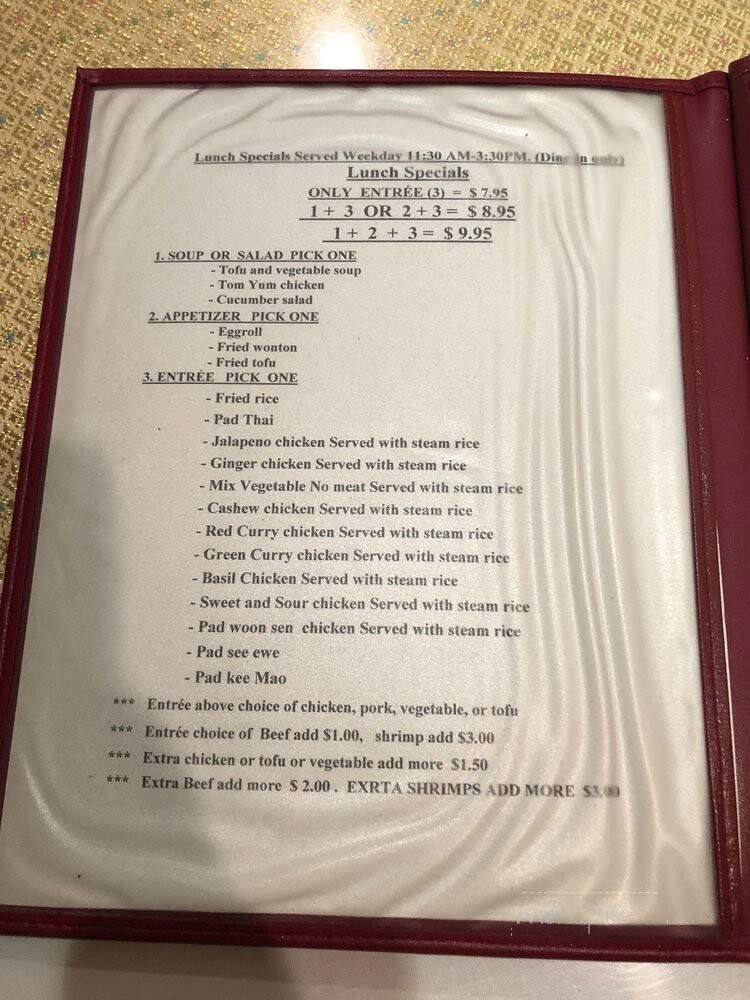 Lunch Specials Served Weekday 11:30 AM-3:30PM. (Dine in only)
Lunch Specials
ONLY ENTRÉE (3) = $ 7.95
1 + 3 OR 2 + 3 = $ 8.95
1 + 2 + 3 = $ 9.95
1. SOUP OR SALAD PICK ONE
- Tofu and vegetable soup
- Tom Yum chicken
- Cucumber salad
2. APPETIZER PICK ONE
- Eggroll
- Fried wonton
- Fried tofu
3. ENTRÉE PICK ONE
- Fried rice
- Pad Thai
- Jalapeno chicken Served with steam rice
- Ginger chicken Served with steam rice
- Mix Vegetable No meat Served with steam rice
- Cashew chicken Served with steam rice
- Red Curry chicken Served with steam rice
- Green Curry chicken Served with steam rice
- Basil Chicken Served with steam rice
- Sweet and Sour chicken Served with steam rice
- Pad woon sen chicken Served with steam rice
- Pad see ewe
- Pad kee Mao
*** Entrée above choice of chicken, pork, vegetable, or tofu
*** Entrée choice of Beef add $1.00, shrimp add $3.00
*** Extra chicken or tofu or vegetable add more $1.50
*** Extra Beef add more $ 2.00 . EXRTA SHRIMPS ADD MORE $3.00